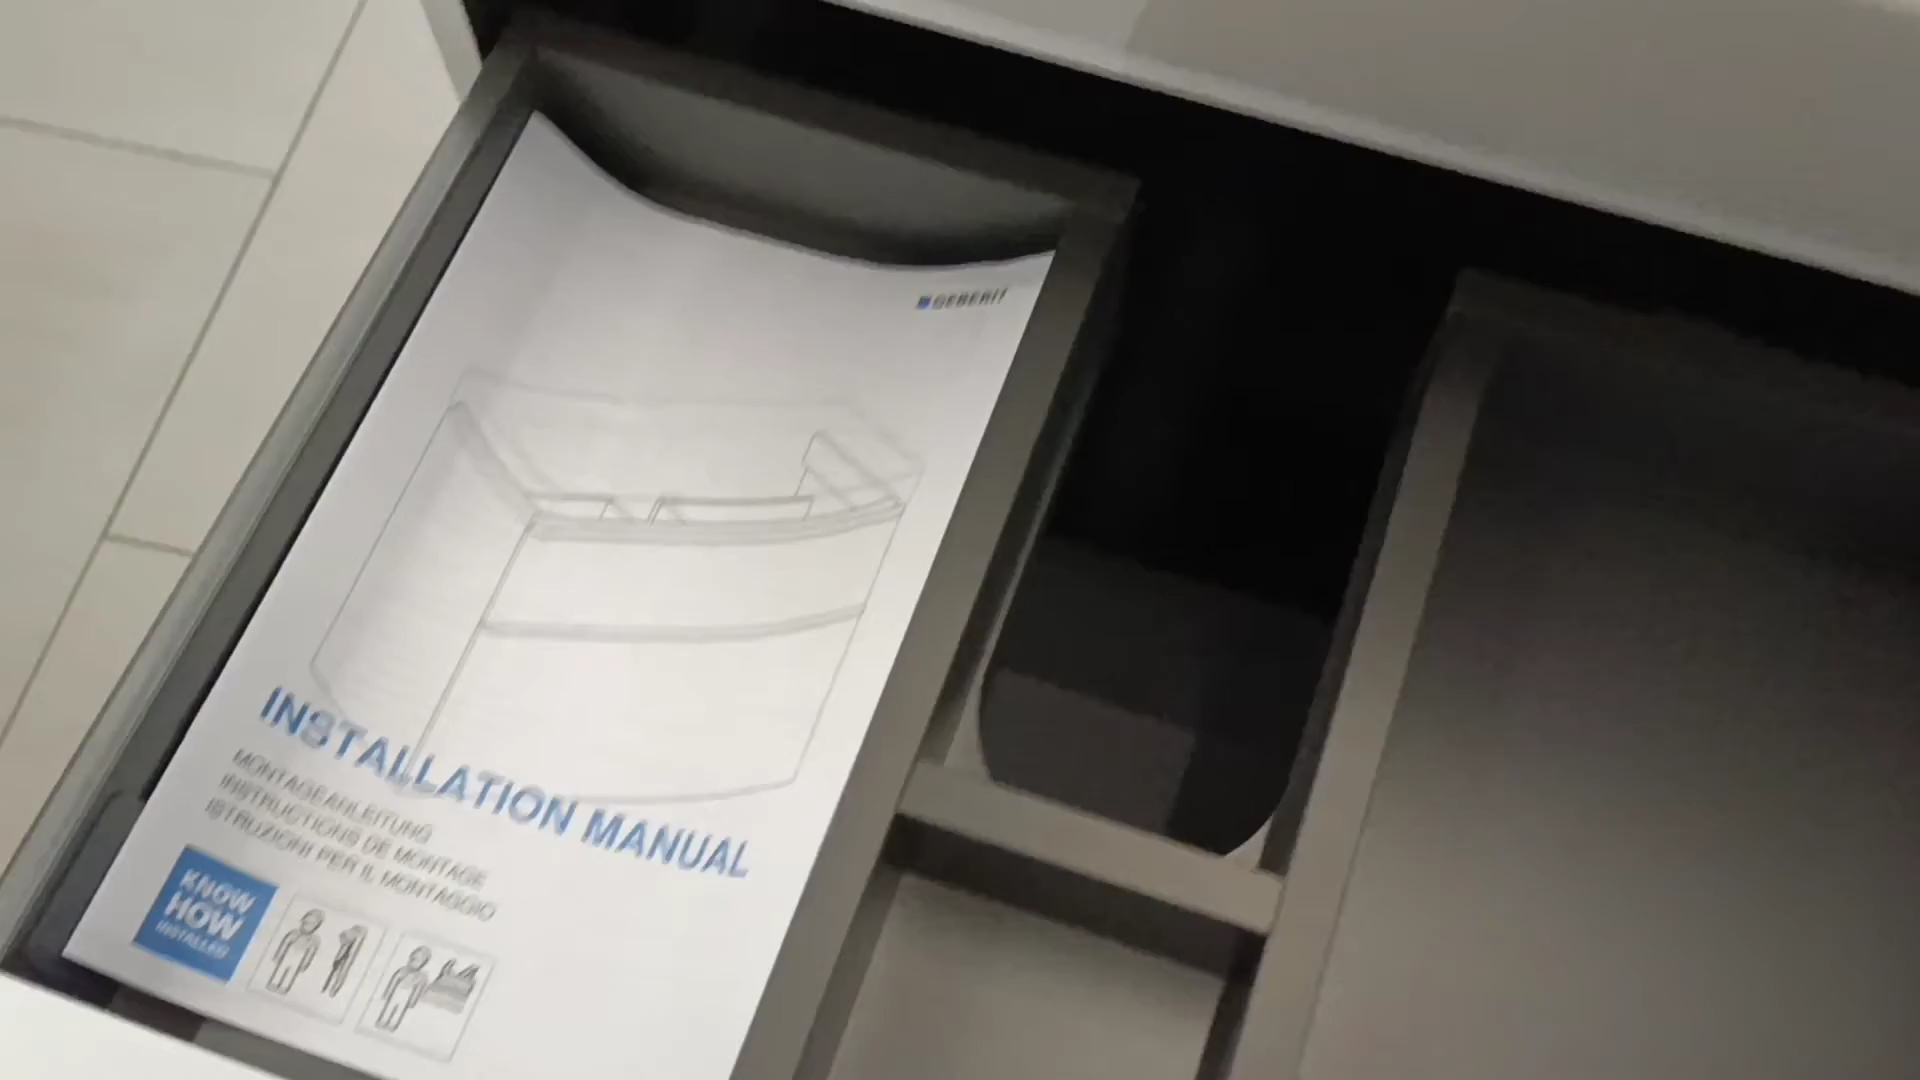 GEBERIT
INSTALLATION MANUAL
MONTAGEANLEITUNG
INSTRUCTIONS DE MONTAGE
ISTRUZIONI PER IL MONTAGGIO
KNOW
HOW
INSTALLED